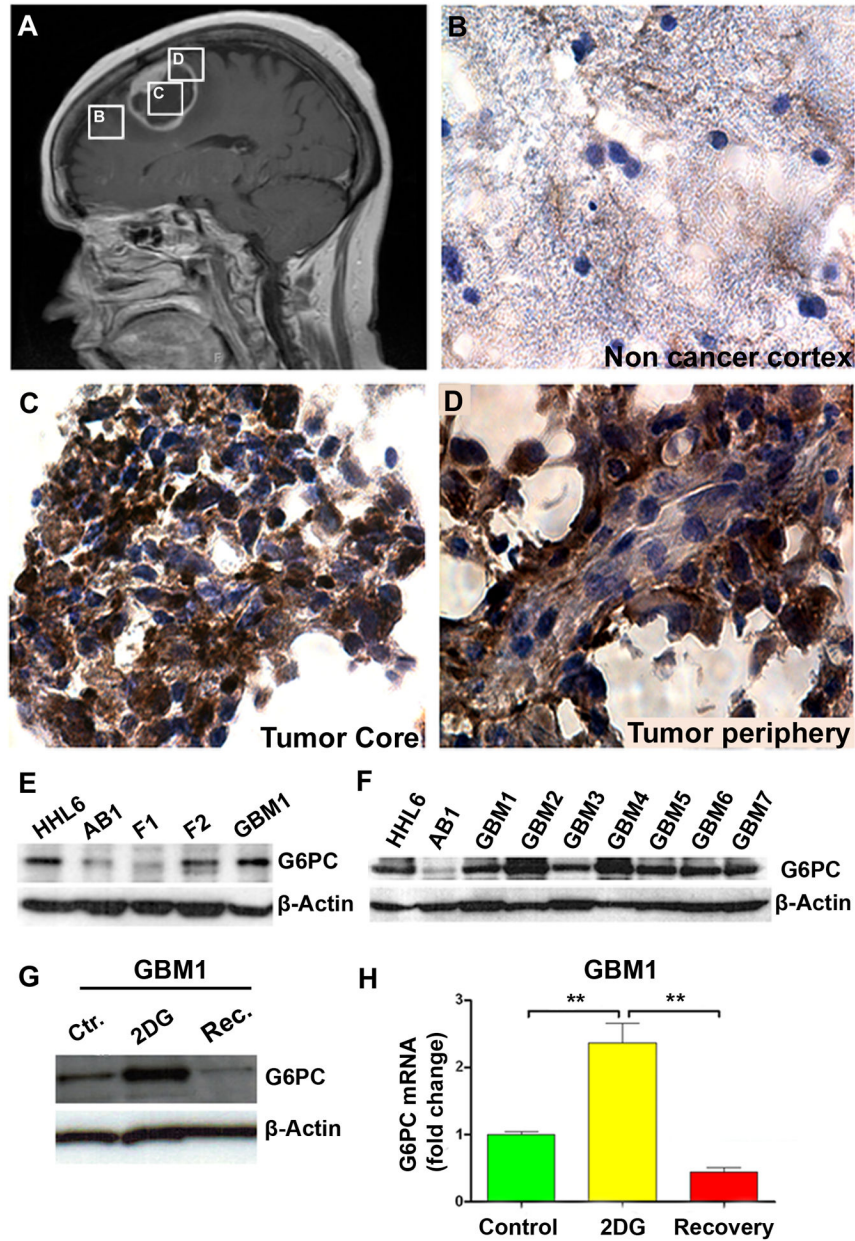 A
D
C
B
F
B
Non cancer cortex
C
Tumor Core
D
Tumor periphery
E
HHL6 AB1 F1 F2 GBM1
G6PC
β-Actin
F
HHL6 AB1 GBM1 GBM2 GBM3 GBM4 GBM5 GBM6 GBM7
G6PC
β-Actin
G
GBM1
Ctr. 2DG Rec.
G6PC
β-Actin
H
GBM1
** **
G6PC mRNA
(fold change)
3
2
1
0
Control 2DG Recovery